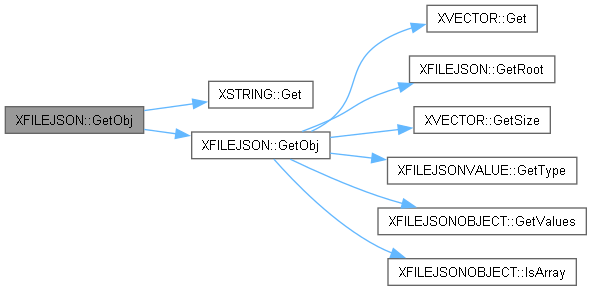 XFILEJSON::GetObj
XSTRING::Get
XFILEJSON::GetObj
XVECTOR::Get
XFILEJSON::GetRoot
XVECTOR::GetSize
XFILEJSONVALUE::GetType
XFILEJSONOBJECT::GetValues
XFILEJSONOBJECT::IsArray